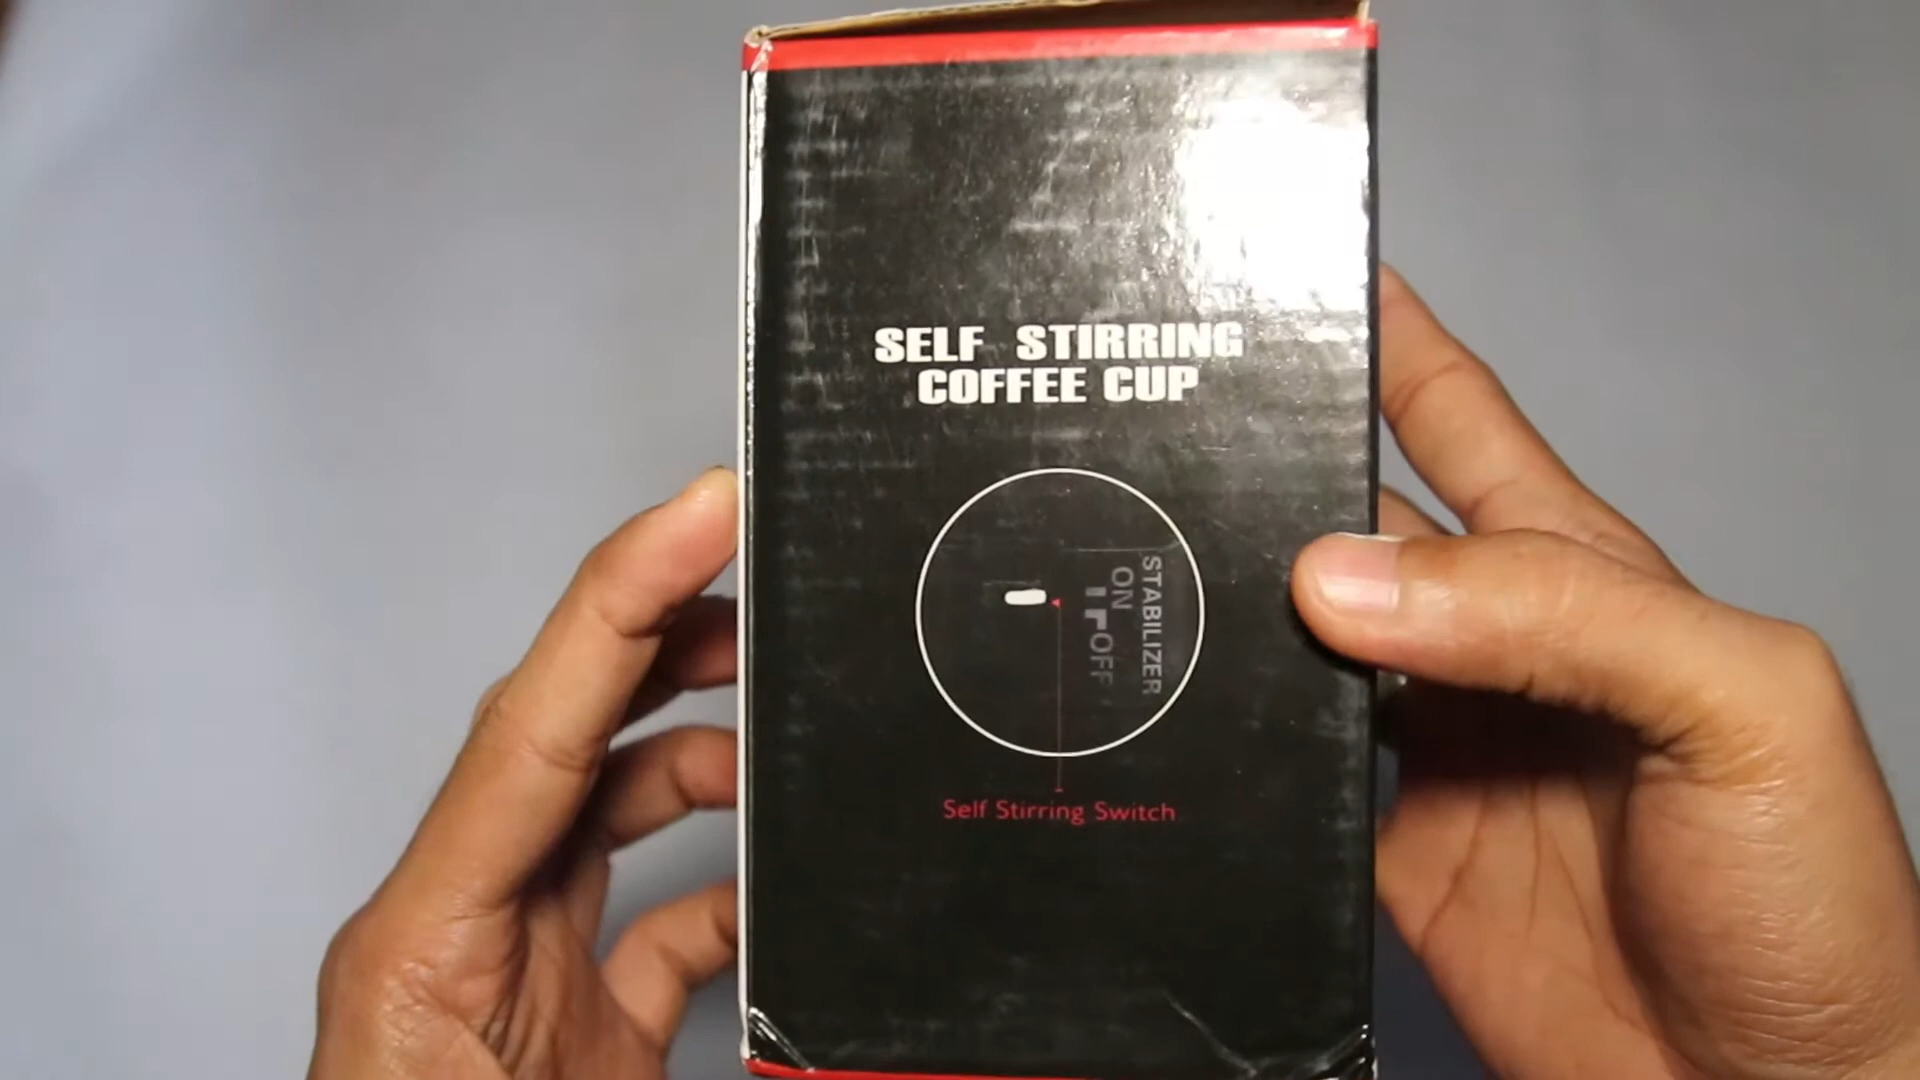 SELF STIRRING
COFFEE CUP
STABILIZER
ON
OFF
Self Stirring Switch